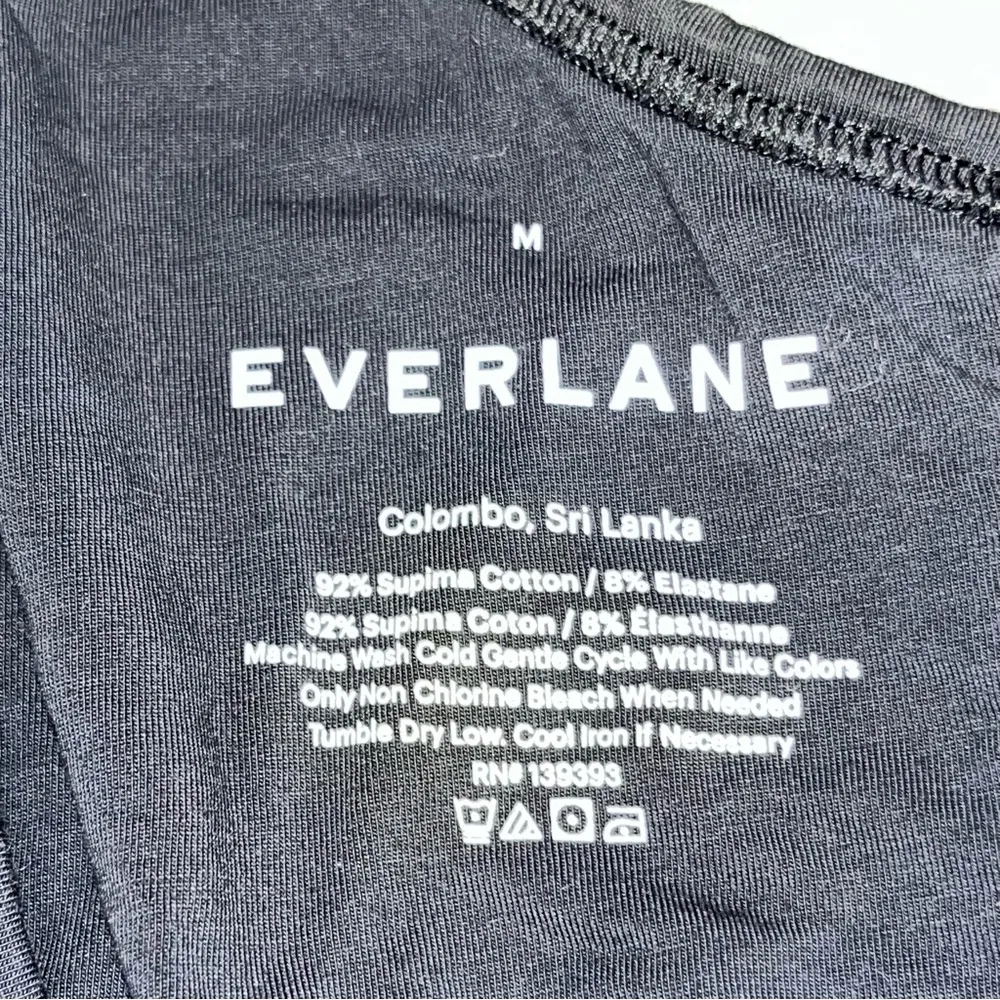 M
EVERLANE
Colombo, Sri Lanka
92% Supima Cotton / 8% Elastane
92% Supima Coton / 8% Élasthanne
Machine Wash Cold Gentle Cycle With Like Colors
Only Non Chlorine Bleach When Needed
Tumble Dry Low. Cool Iron If Necessary
RN# 139393